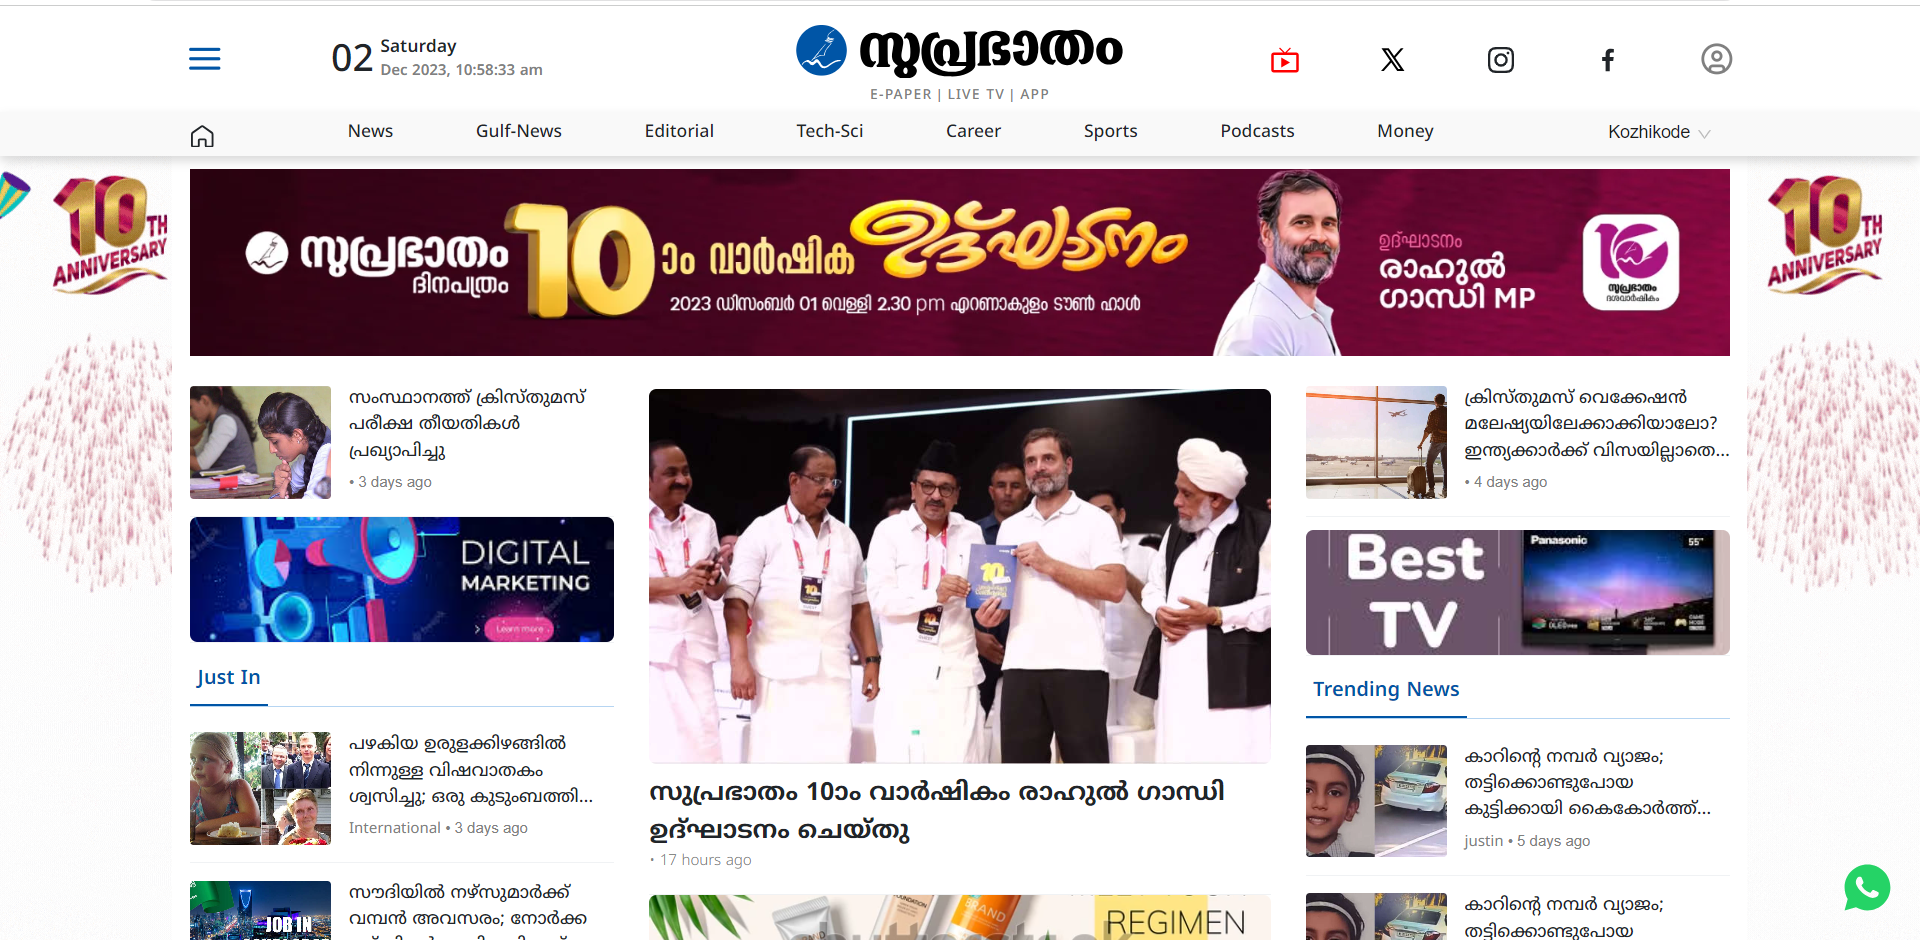 02 Saturday
Dec 2023, 10:58:33 am
സുപ്രഭാതം
E-PAPER | LIVE TV | APP
News Gulf-News Editorial Tech-Sci Career Sports Podcasts Money Kozhikode
10TH
ANNIVERSARY
സുപ്രഭാതം
ദിനപത്രം
10ാം വാർഷിക ഉദ്ഘാടനം
2023 ഡിസംബർ 01 വെള്ളി 2.30 pm എറണാകുളം ടൗൺ ഹാൾ
ഉദ്ഘാടനം
രാഹുൽ
ഗാന്ധി MP
സുപ്രഭാതം
ദശവാർഷികം
10TH
ANNIVERSARY
സംസ്ഥാനത്ത് ക്രിസ്തുമസ്
പരീക്ഷ തീയതികൾ
പ്രഖ്യാപിച്ചു
• 3 days ago
DIGITAL
MARKETING
Learn more
Just In
പഴകിയ ഉരുളക്കിഴങ്ങിൽ
നിന്നുള്ള വിഷവാതകം
ശ്വസിച്ചു; ഒരു കുടുംബത്തി...
International • 3 days ago
JOB IN
സൗദിയിൽ നഴ്സുമാർക്ക്
വമ്പൻ അവസരം; നോർക്ക
സുപ്രഭാതം 10ാം വാർഷികം രാഹുൽ ഗാന്ധി
ഉദ്ഘാടനം ചെയ്തു
• 17 hours ago
BRAND
REGIMEN
ക്രിസ്തുമസ് വെക്കേഷൻ
മലേഷ്യയിലേക്കാക്കിയാലോ?
ഇന്ത്യക്കാർക്ക് വിസയില്ലാതെ...
• 4 days ago
Best
TV
Panasonic
55"
Trending News
കാറിന്റെ നമ്പർ വ്യാജം;
തട്ടിക്കൊണ്ടുപോയ
കുട്ടിക്കായി കൈകോർത്ത്...
justin • 5 days ago
കാറിന്റെ നമ്പർ വ്യാജം;
തട്ടിക്കൊണ്ടുപോയ